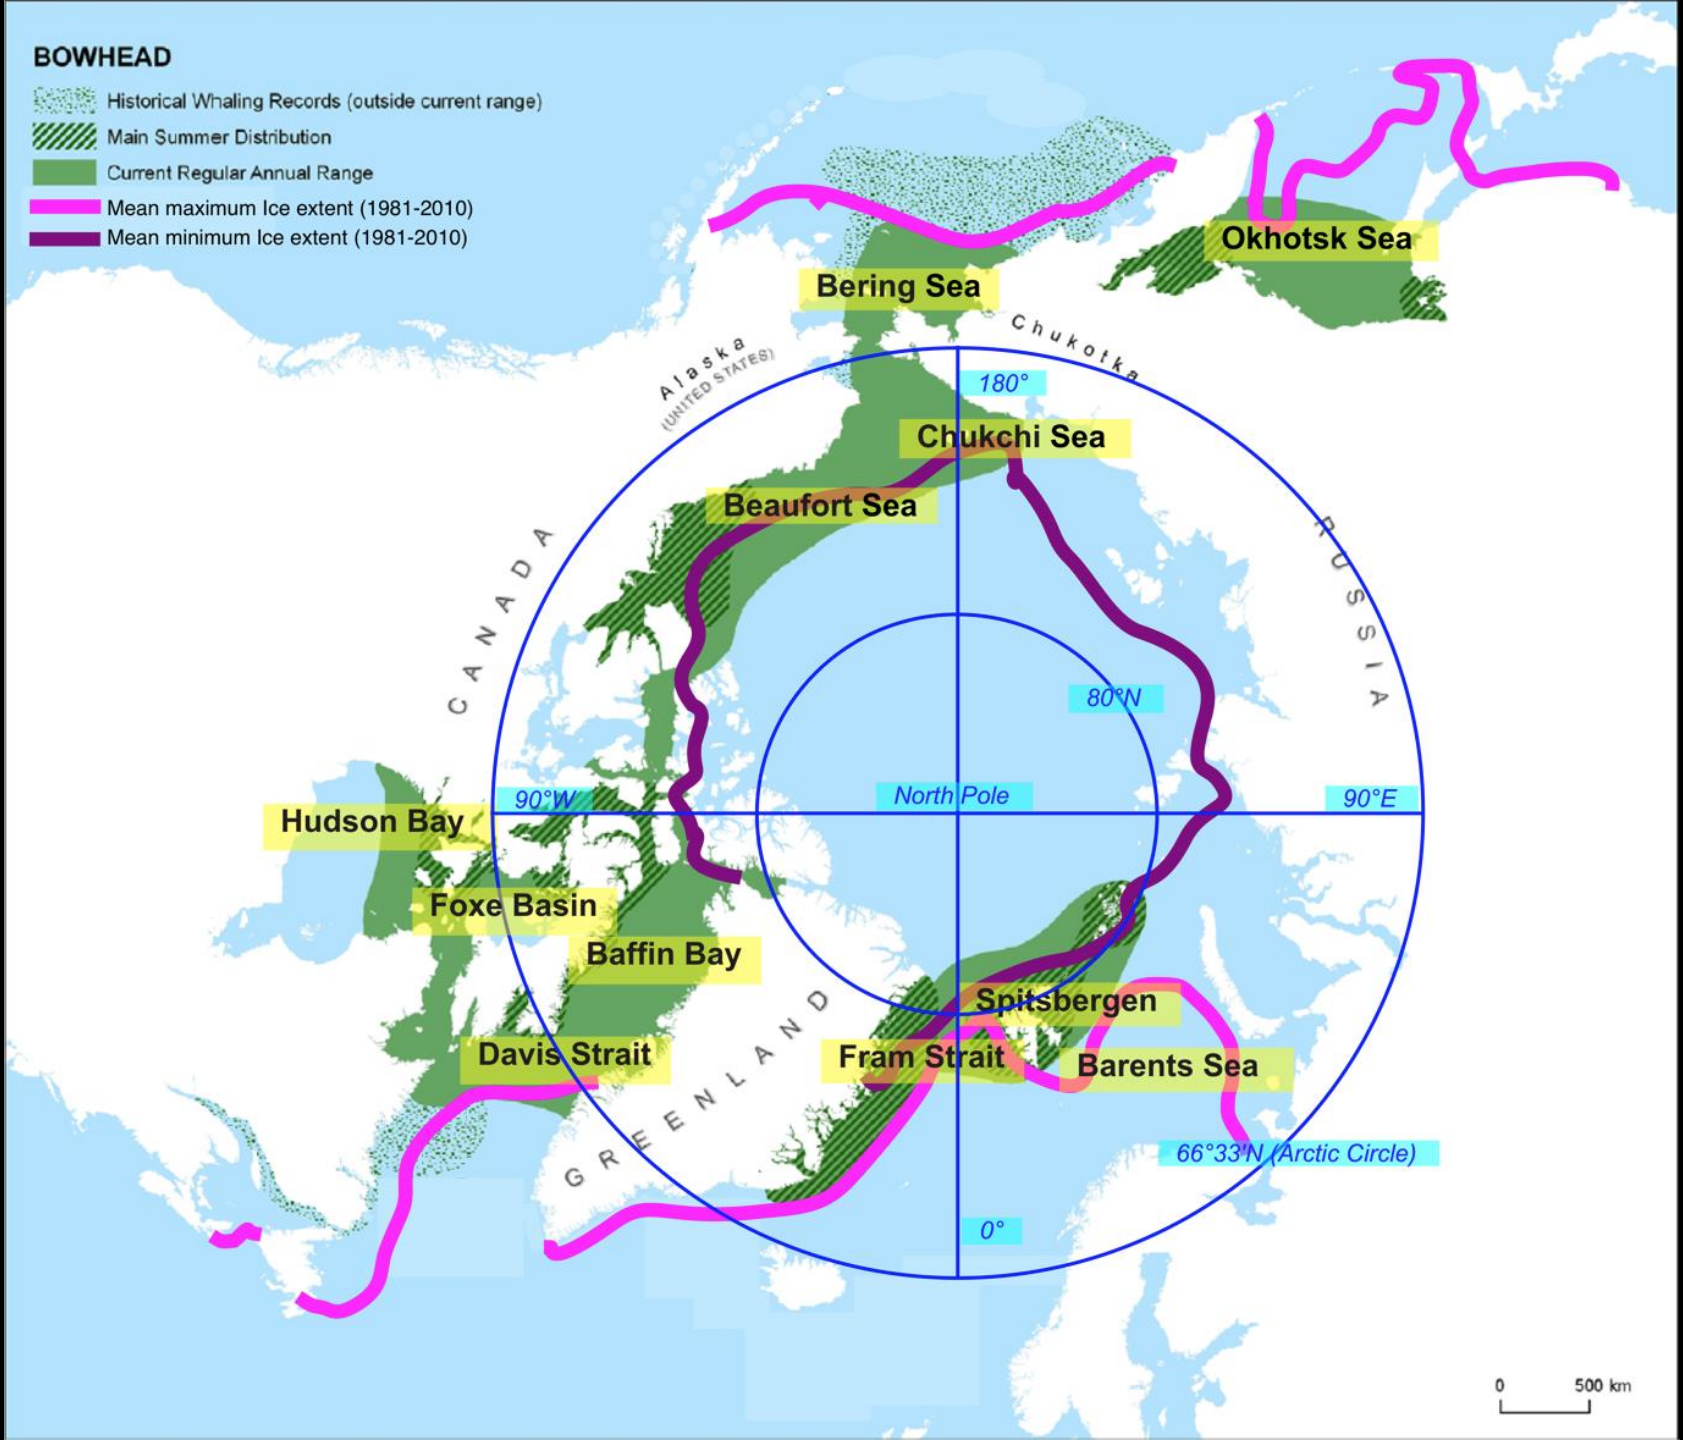 BOWHEAD
Historical Whaling Records (outside current range)
Main Summer Distribution
Current Regular Annual Range
Mean maximum Ice extent (1981-2010)
Mean minimum Ice extent (1981-2010)
Okhotsk Sea
Bering Sea
Chukotka
Alaska
(UNITED STATES)
180°
Chukchi Sea
Beaufort Sea
CANADA
RUSSIA
80°N
90°W
North Pole
90°E
Hudson Bay
Foxe Basin
Baffin Bay
Spitsbergen
Davis Strait
Fram Strait
Barents Sea
GREENLAND
66°33'N (Arctic Circle)
0°
0 500 km